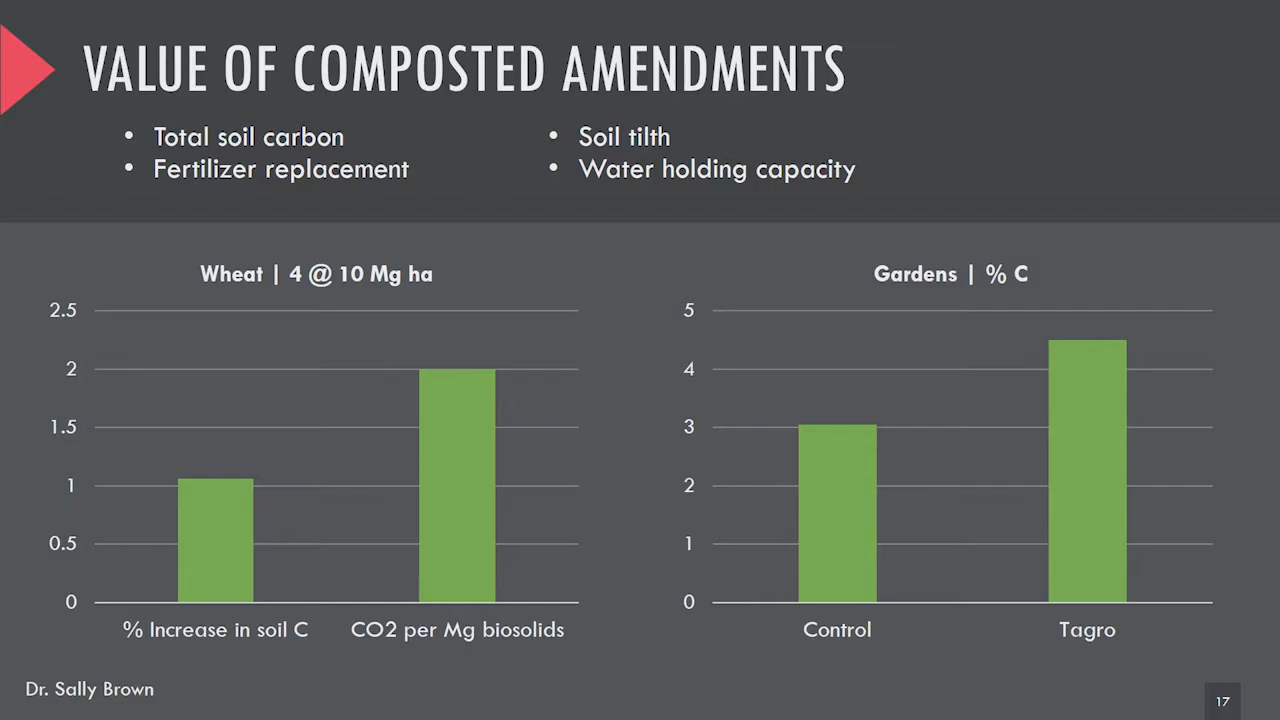 VALUE OF COMPOSTED AMENDMENTS
• Total soil carbon
• Fertilizer replacement
• Soil tilth
• Water holding capacity
Wheat | 4 @ 10 Mg ha
2.5
2
1.5
1
0.5
0
% Increase in soil C
CO2 per Mg biosolids
Gardens | % C
5
4
3
2
1
0
Control
Tagro
Dr. Sally Brown
17